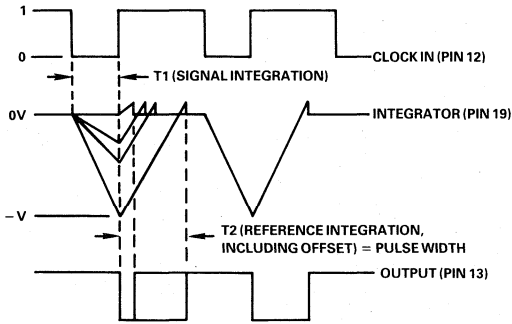 1
0
CLOCK IN (PIN 12)
T1 (SIGNAL INTEGRATION)
0V
INTEGRATOR (PIN 19)
–V
T2 (REFERENCE INTEGRATION,
INCLUDING OFFSET) = PULSE WIDTH
OUTPUT (PIN 13)